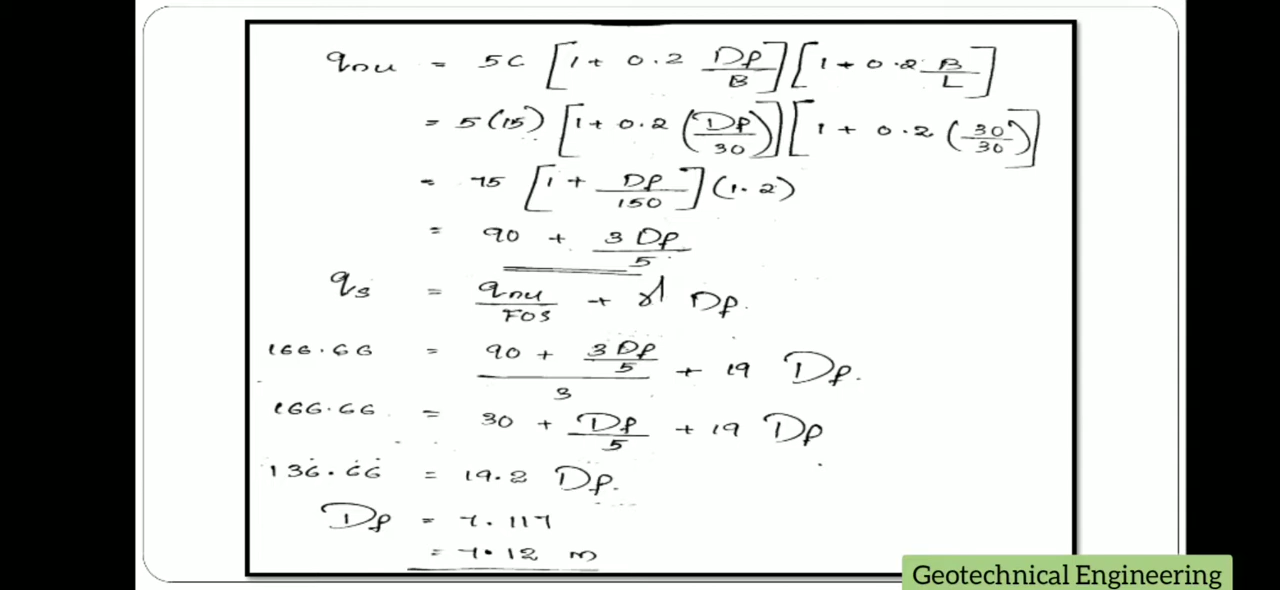 qnu = 5C [1 + 0.2 Df/B] [1 + 0.2 B/L]
= 5(15) [1 + 0.2 (Df/30)] [1 + 0.2 (30/30)]
= 75 [1 + Df/150] (1.2)
= 90 + 3Df/5
qs = qnu/FOS + γ Df.
166.66 = (90 + 3Df/5)/3 + 19 Df.
166.66 = 30 + Df/5 + 19 Df
136.66 = 19.2 Df.
Df = 7.117
= 7.12 m
Geotechnical Engineering